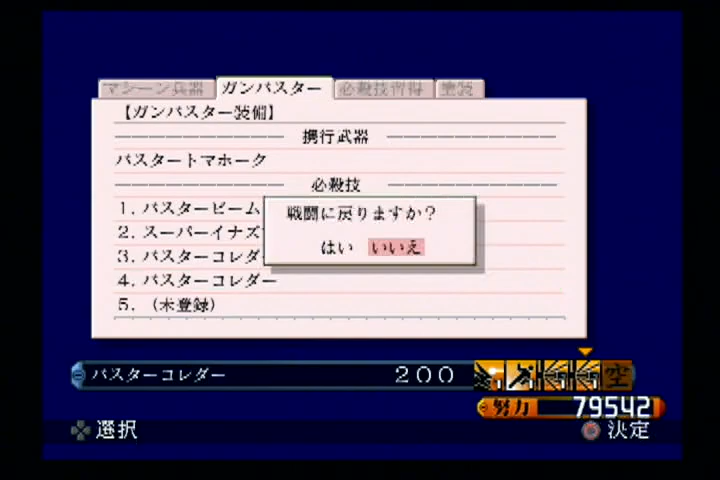 マシーン兵器 ガンバスター 必殺技習得 塗装
【ガンバスター装備】
携行武器
バスタートマホーク
必殺技
1. バスタービーム
2. スーパーイナズ
3. バスターコレダー
4. バスターコレダー
5. (未登録)
戦闘に戻りますか?
はい いいえ
バスターコレダー 200 空
努力 79542
選択 決定